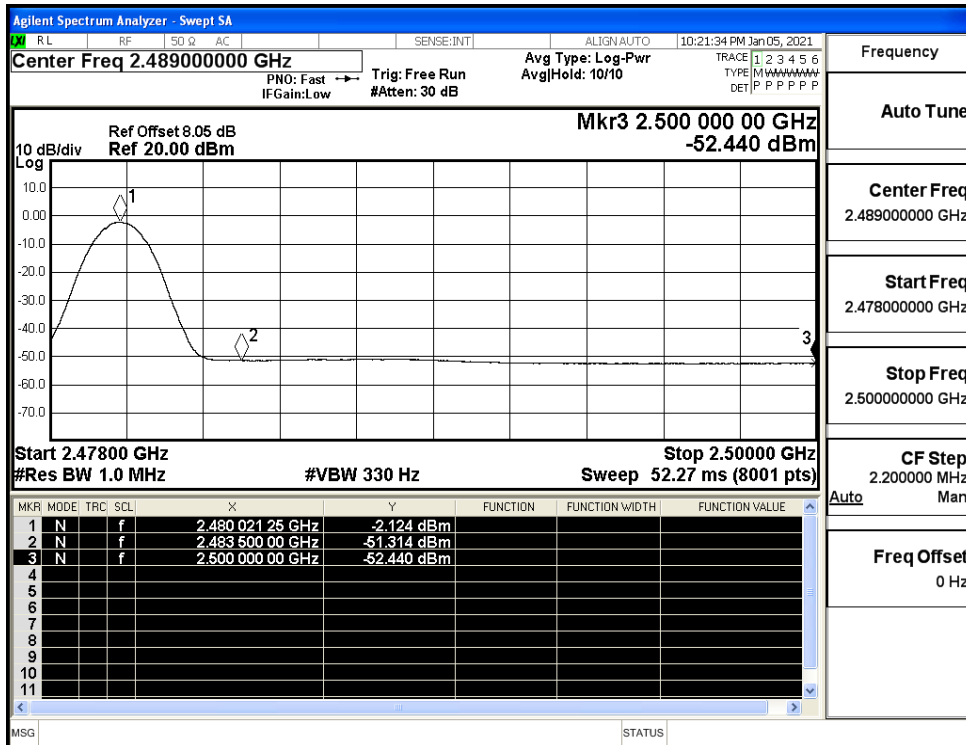 Agilent Spectrum Analyzer - Swept SA
LXI RL RF 50 Ω AC SENSE:INT ALIGN AUTO 10:21:34 PM Jan 05, 2021
Center Freq 2.489000000 GHz
PNO: Fast
IFGain:Low
Trig: Free Run
#Atten: 30 dB
Avg Type: Log-Pwr
Avg|Hold: 10/10
TRACE 1 2 3 4 5 6
TYPE M
DET P P P P P P
Ref Offset 8.05 dB
10 dB/div Ref 20.00 dBm
Log
Mkr3 2.500 000 00 GHz
-52.440 dBm
10.0
0.00
-10.0
-20.0
-30.0
-40.0
-50.0
-60.0
-70.0
1
2
3
Start 2.47800 GHz Stop 2.50000 GHz
#Res BW 1.0 MHz #VBW 330 Hz Sweep 52.27 ms (8001 pts)
MKR MODE TRC SCL X Y FUNCTION FUNCTION WIDTH FUNCTION VALUE
1 N f 2.480 021 25 GHz -2.124 dBm
2 N f 2.483 500 00 GHz -51.314 dBm
3 N f 2.500 000 00 GHz -52.440 dBm
4
5
6
7
8
9
10
11
MSG STATUS
Frequency
Auto Tune
Center Freq
2.489000000 GHz
Start Freq
2.478000000 GHz
Stop Freq
2.500000000 GHz
CF Step
2.200000 MHz
Auto Man
Freq Offset
0 Hz